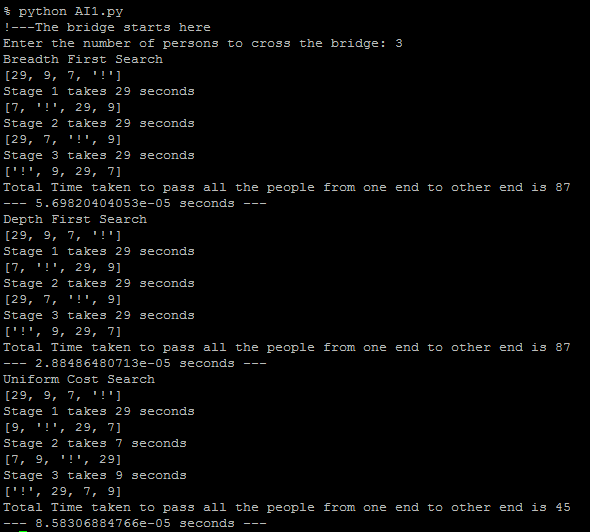 % python AI1.py
!---The bridge starts here
Enter the number of persons to cross the bridge: 3
Breadth First Search
[29, 9, 7, '!']
Stage 1 takes 29 seconds
[7, '!', 29, 9]
Stage 2 takes 29 seconds
[29, 7, '!', 9]
Stage 3 takes 29 seconds
['!', 9, 29, 7]
Total Time taken to pass all the people from one end to other end is 87
--- 5.69820404053e-05 seconds ---
Depth First Search
[29, 9, 7, '!']
Stage 1 takes 29 seconds
[7, '!', 29, 9]
Stage 2 takes 29 seconds
[29, 7, '!', 9]
Stage 3 takes 29 seconds
['!', 9, 29, 7]
Total Time taken to pass all the people from one end to other end is 87
--- 2.88486480713e-05 seconds ---
Uniform Cost Search
[29, 9, 7, '!']
Stage 1 takes 29 seconds
[9, '!', 29, 7]
Stage 2 takes 7 seconds
[7, 9, '!', 29]
Stage 3 takes 9 seconds
['!', 29, 7, 9]
Total Time taken to pass all the people from one end to other end is 45
--- 8.58306884766e-05 seconds ---